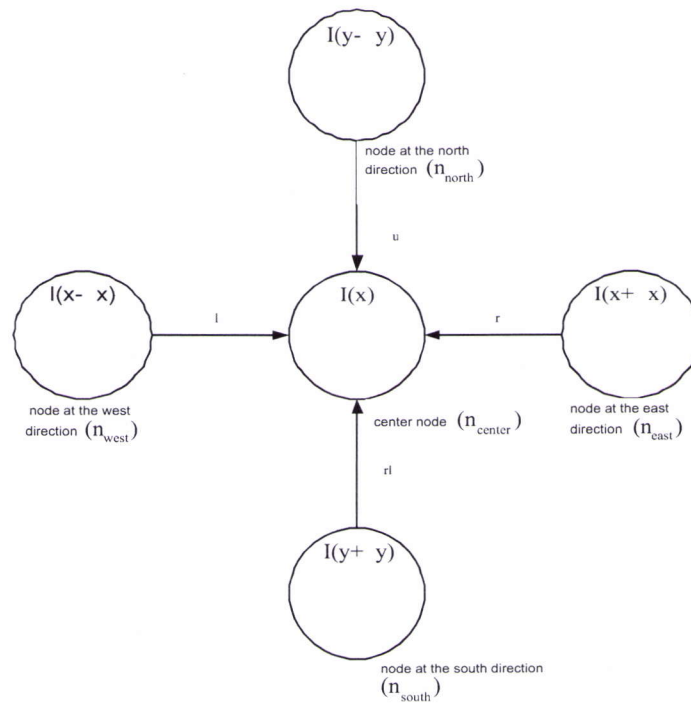 I(y- y)
node at the north
direction (n_north)
u
I(x- x)
I(x)
I(x+ x)
l
r
node at the west
direction (n_west)
center node (n_center)
node at the east
direction (n_east)
rl
I(y+ y)
node at the south direction
(n_south)